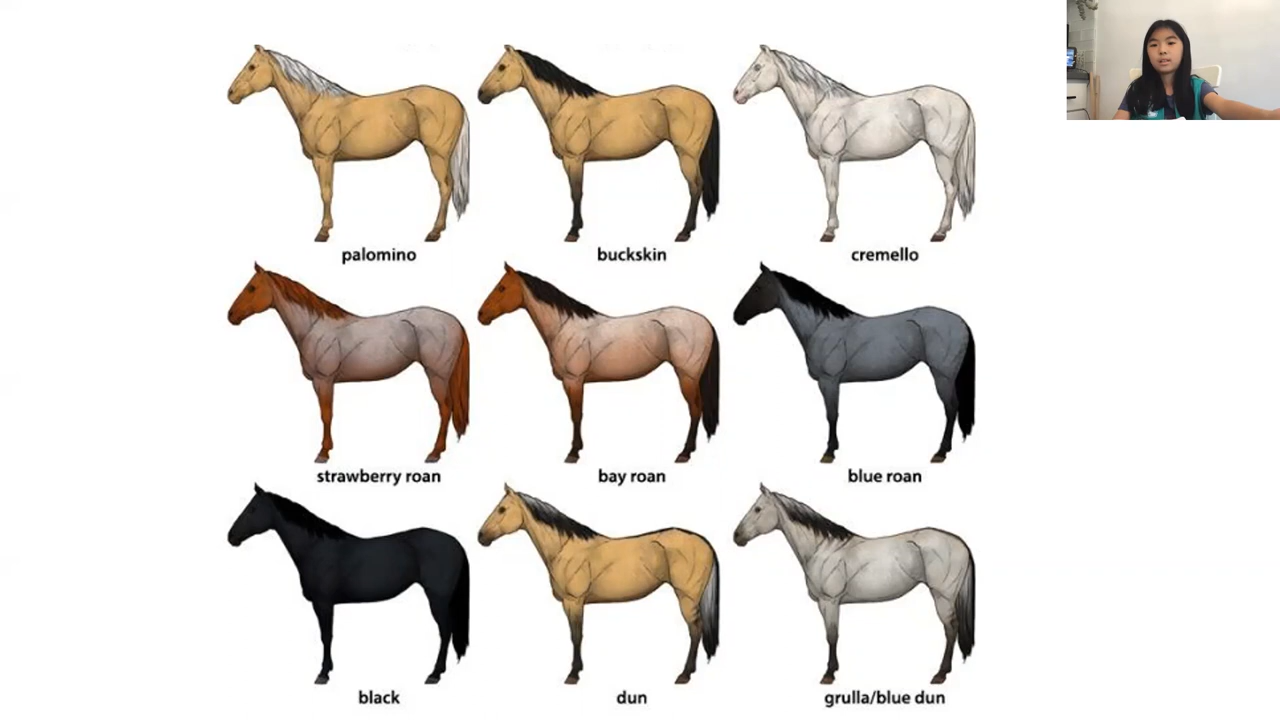 palomino
buckskin
cremello
strawberry roan
bay roan
blue roan
black
dun
grulla/blue dun